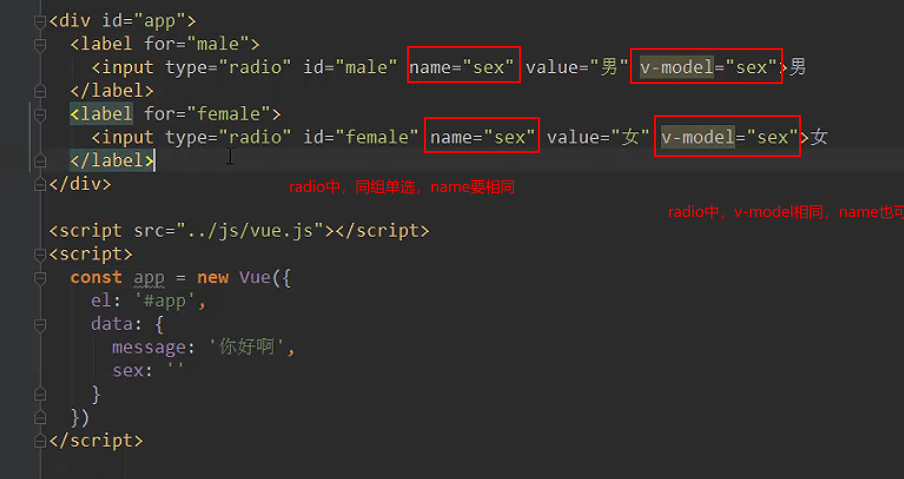 <div id="app">
<label for="male">
<input type="radio" id="male" name="sex" value="男" v-model="sex">男
</label>
<label for="female">
<input type="radio" id="female" name="sex" value="女" v-model="sex">女
</label>
</div>
radio中，同组单选，name要相同
radio中，v-model相同，name也可
<script src="../js/vue.js"></script>
<script>
const app = new Vue({
el: '#app',
data: {
message: '你好啊',
sex: ''
}
})
</script>